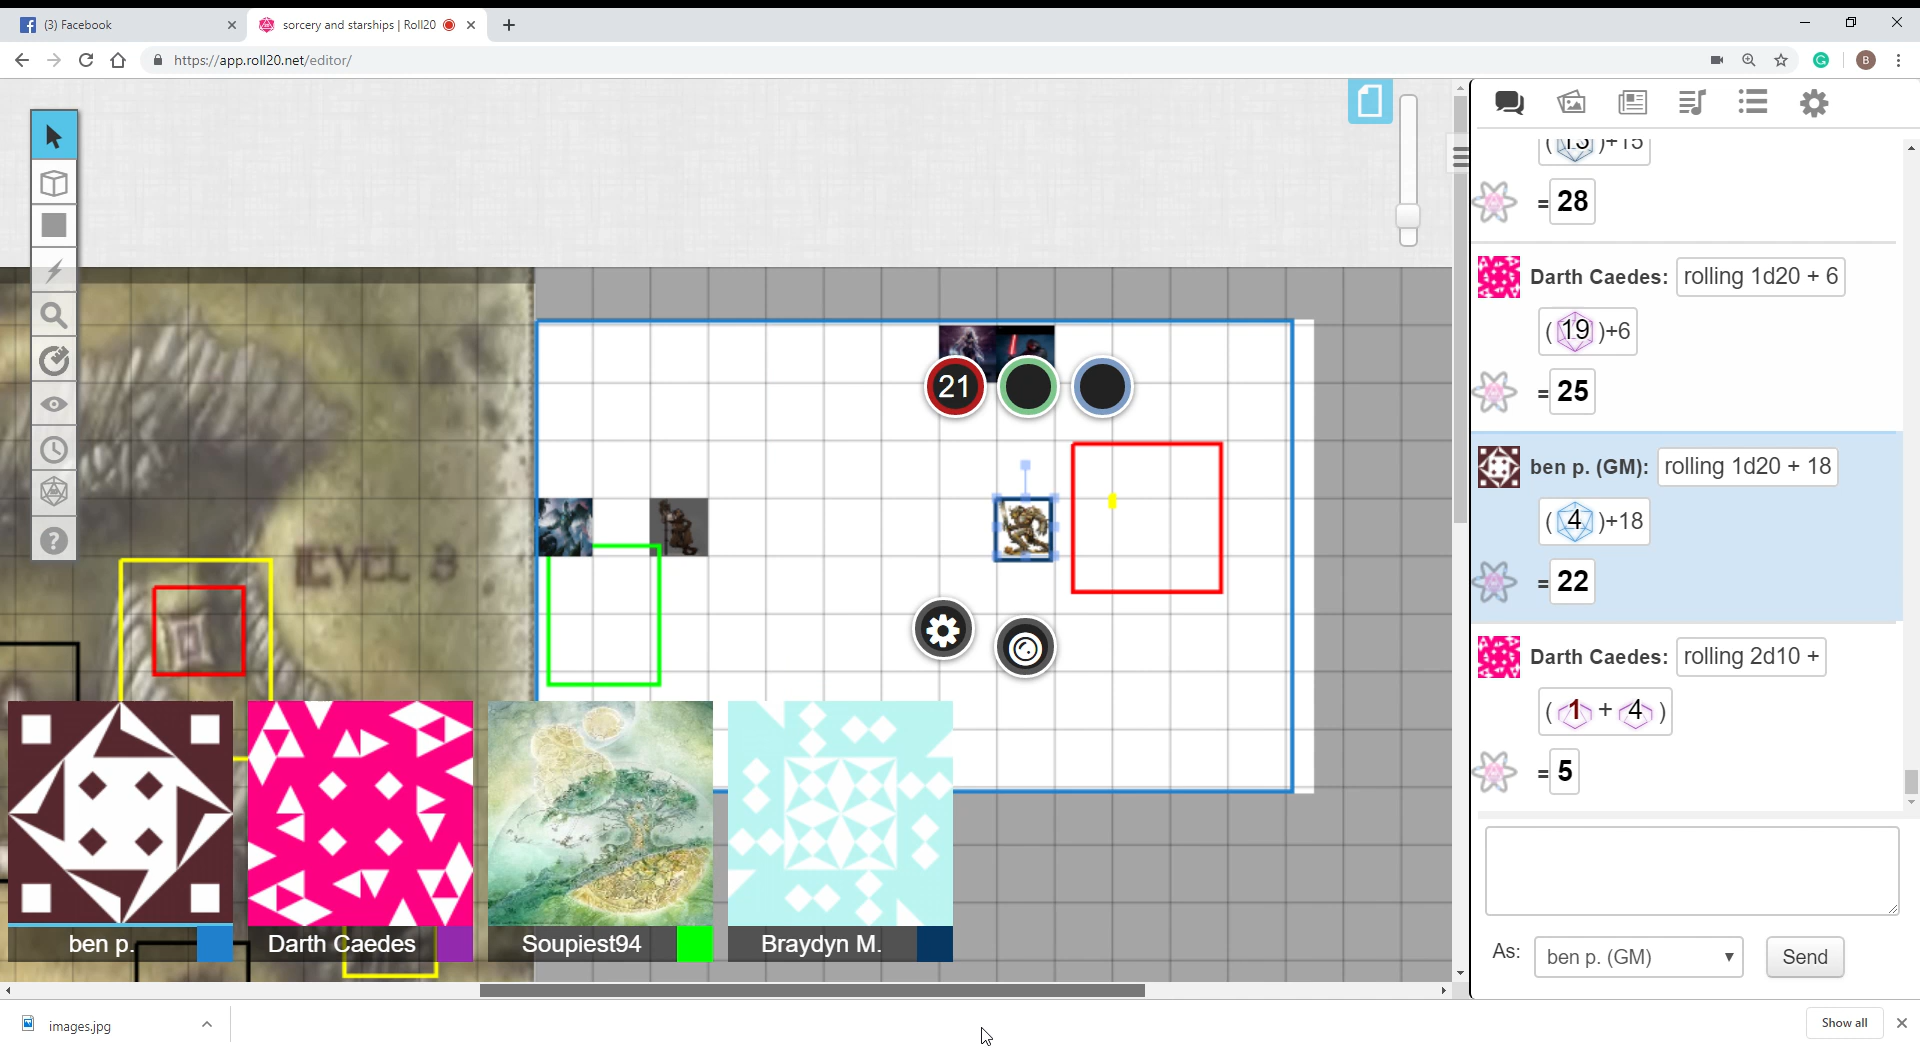 (3) Facebook
sorcery and starships | Roll20
https://app.roll20.net/editor/
B
21
LEVEL 8
?
(13)+15
= 28
Darth Caedes: rolling 1d20 + 6
(19)+6
= 25
ben p. (GM): rolling 1d20 + 18
(4)+18
= 22
Darth Caedes: rolling 2d10 +
(1 + 4)
= 5
ben p.
Darth Caedes
Soupiest94
Braydyn M.
As: ben p. (GM)
Send
images.jpg
Show all